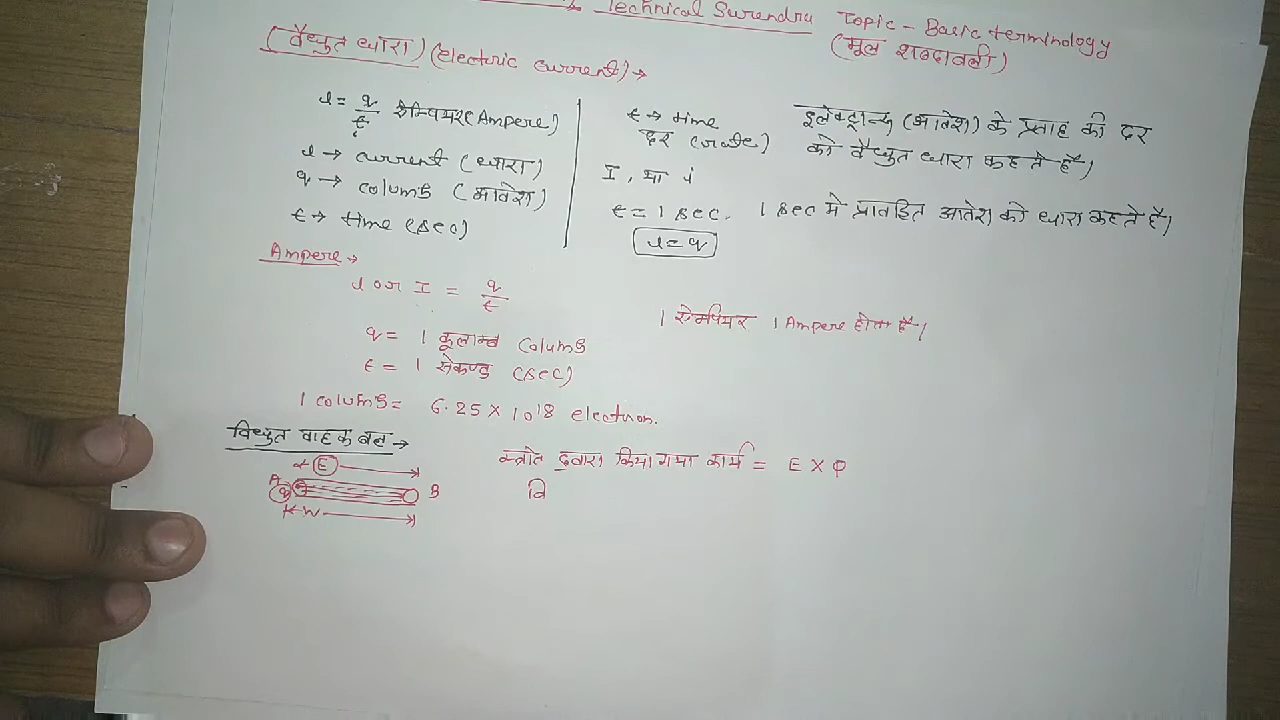 Technical Surendra Topic - Basic terminology
(मूल शब्दावली)
(वैधुत धारा) (electric current) →
i = q/t ऐम्पियर (Ampere)
i → current (धारा)
q → columb (आवेश)
t → time (sec)
t → time
दर (rate)
I, या i
t = 1 sec.
i = q
इलेक्ट्रान्स (आवेश) के प्रवाह की दर
को वैधुत धारा कहते हैं।
1 sec मे प्रावहित आवेश को धारा कहते है।
Ampere →
i or I = q/t
q = 1 कूलाम्ब columb
t = 1 सेकण्ड (sec)
1 ऐम्पियर 1 Ampere होता है।
1 columb = 6.25 × 10 18 electron.
विधुत वाहक बल →
E
A q B
W
स्त्रोत द्वारा किया गया कार्य = E × Q
वि